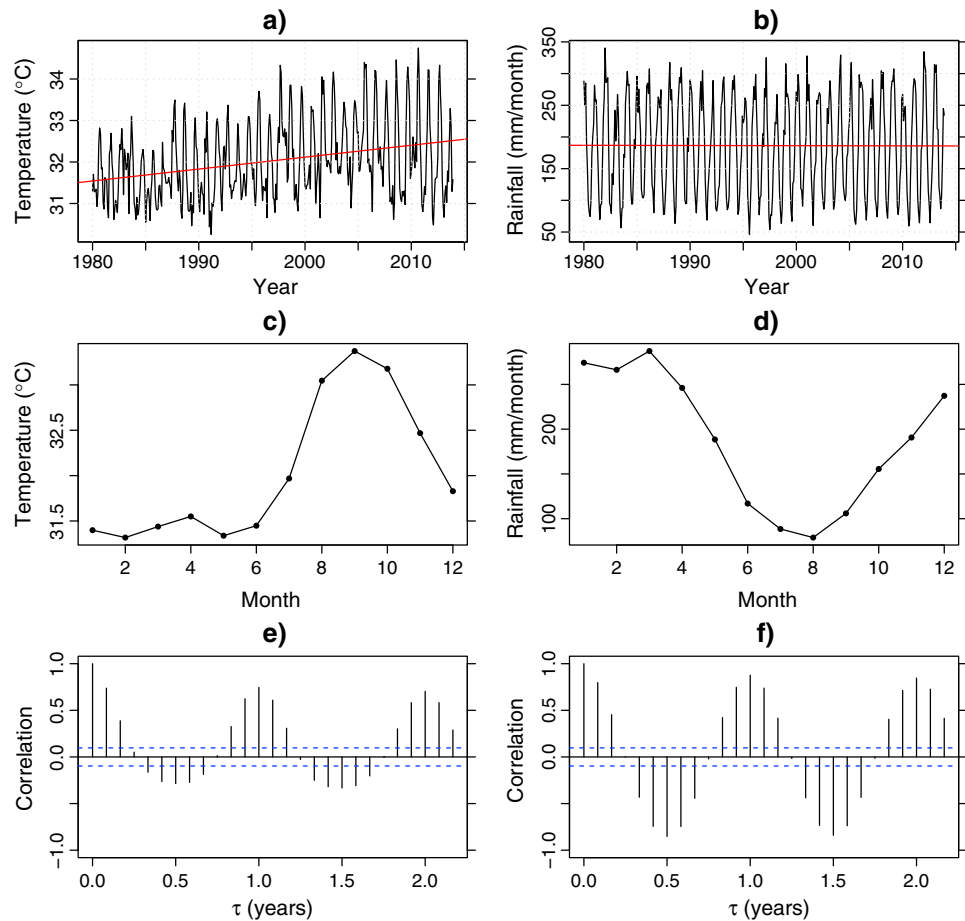 a)
Temperature (°C)
34
33
32
31
1980
1990
2000
2010
Year
b)
Rainfall (mm/month)
350
250
150
50
1980
1990
2000
2010
Year
c)
Temperature (°C)
32.5
31.5
2
4
6
8
10
12
Month
d)
Rainfall (mm/month)
200
100
2
4
6
8
10
12
Month
e)
Correlation
1.0
0.5
0.0
−1.0
0.0
0.5
1.0
1.5
2.0
τ (years)
f)
Correlation
1.0
0.5
0.0
−1.0
0.0
0.5
1.0
1.5
2.0
τ (years)